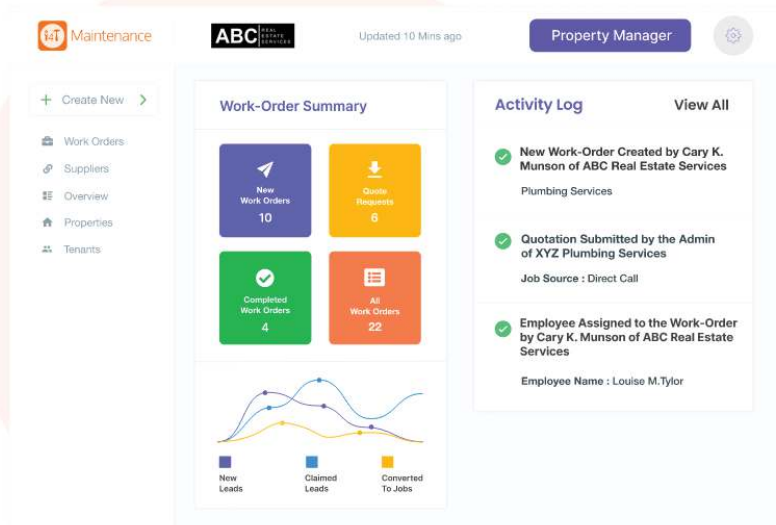 i4T Maintenance
ABC REAL
ESTATE
SERVICES
Updated 10 Mins ago
Property Manager
+ Create New >
Work Orders
Suppliers
Overview
Properties
Tenants
Work-Order Summary
New
Work Orders
10
Quote
Requests
6
Completed
Work Orders
4
All
Work Orders
22
New
Leads
Claimed
Leads
Converted
To Jobs
Activity Log
View All
New Work-Order Created by Cary K.
Munson of ABC Real Estate Services
Plumbing Services
Quotation Submitted by the Admin
of XYZ Plumbing Services
Job Source : Direct Call
Employee Assigned to the Work-Order
by Cary K. Munson of ABC Real Estate
Services
Employee Name : Louise M.Tylor